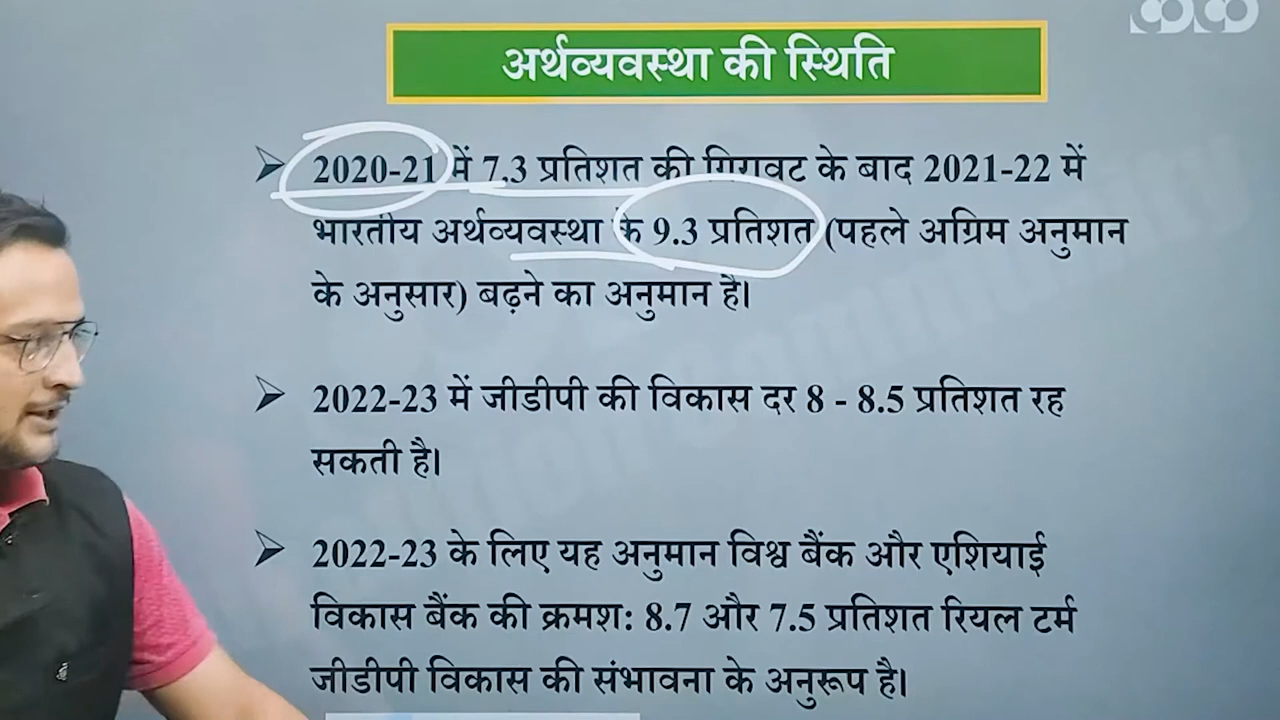 अर्थव्यवस्था की स्थिति
2020-21 में 7.3 प्रतिशत की गिरावट के बाद 2021-22 में
भारतीय अर्थव्यवस्था के 9.3 प्रतिशत (पहले अग्रिम अनुमान
के अनुसार) बढ़ने का अनुमान है।
2022-23 में जीडीपी की विकास दर 8 - 8.5 प्रतिशत रह
सकती है।
2022-23 के लिए यह अनुमान विश्व बैंक और एशियाई
विकास बैंक की क्रमश: 8.7 और 7.5 प्रतिशत रियल टर्म
जीडीपी विकास की संभावना के अनुरूप है।